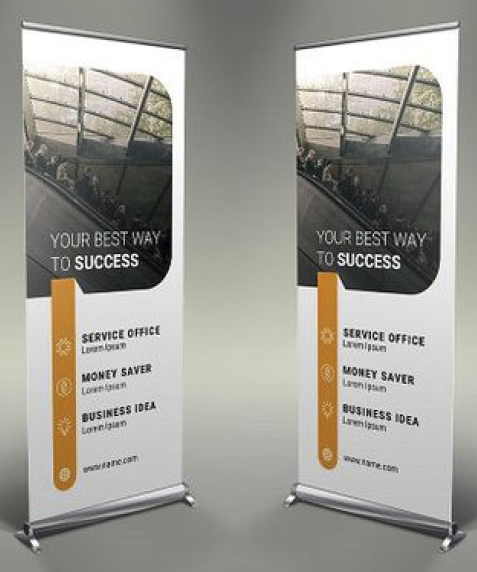 YOUR BEST WAY
TO SUCCESS
SERVICE OFFICE
Lorem Ipsum
MONEY SAVER
Lorem Ipsum
BUSINESS IDEA
Lorem Ipsum
www.name.com
YOUR BEST WAY
TO SUCCESS
SERVICE OFFICE
Lorem Ipsum
MONEY SAVER
Lorem Ipsum
BUSINESS IDEA
Lorem Ipsum
www.name.com